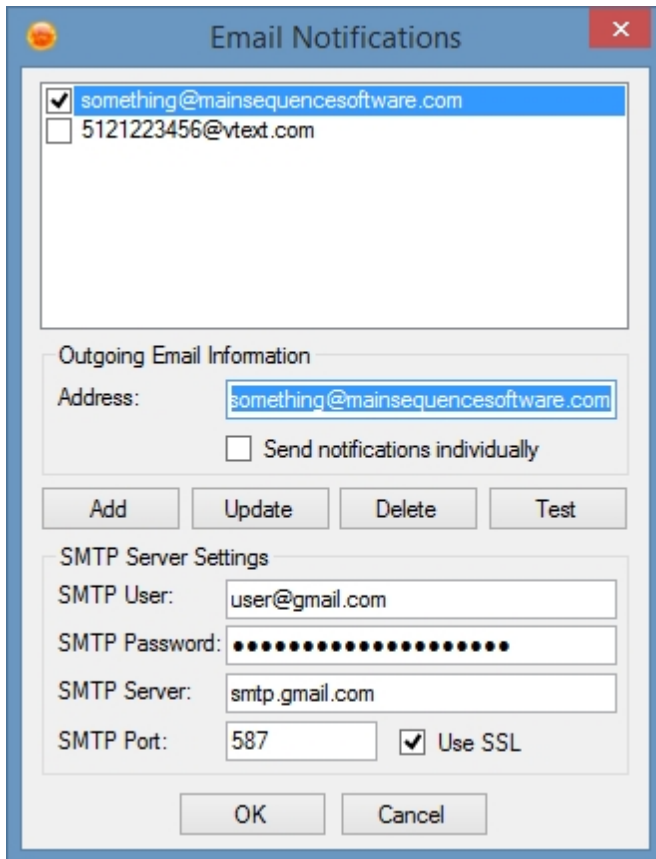 Email Notifications
something@mainsequencesoftware.com
5121223456@vtext.com
Outgoing Email Information
Address: something@mainsequencesoftware.com
Send notifications individually
Add Update Delete Test
SMTP Server Settings
SMTP User: user@gmail.com
SMTP Password: ●●●●●●●●●●●●●●●●●●●●
SMTP Server: smtp.gmail.com
SMTP Port: 587 Use SSL
OK Cancel